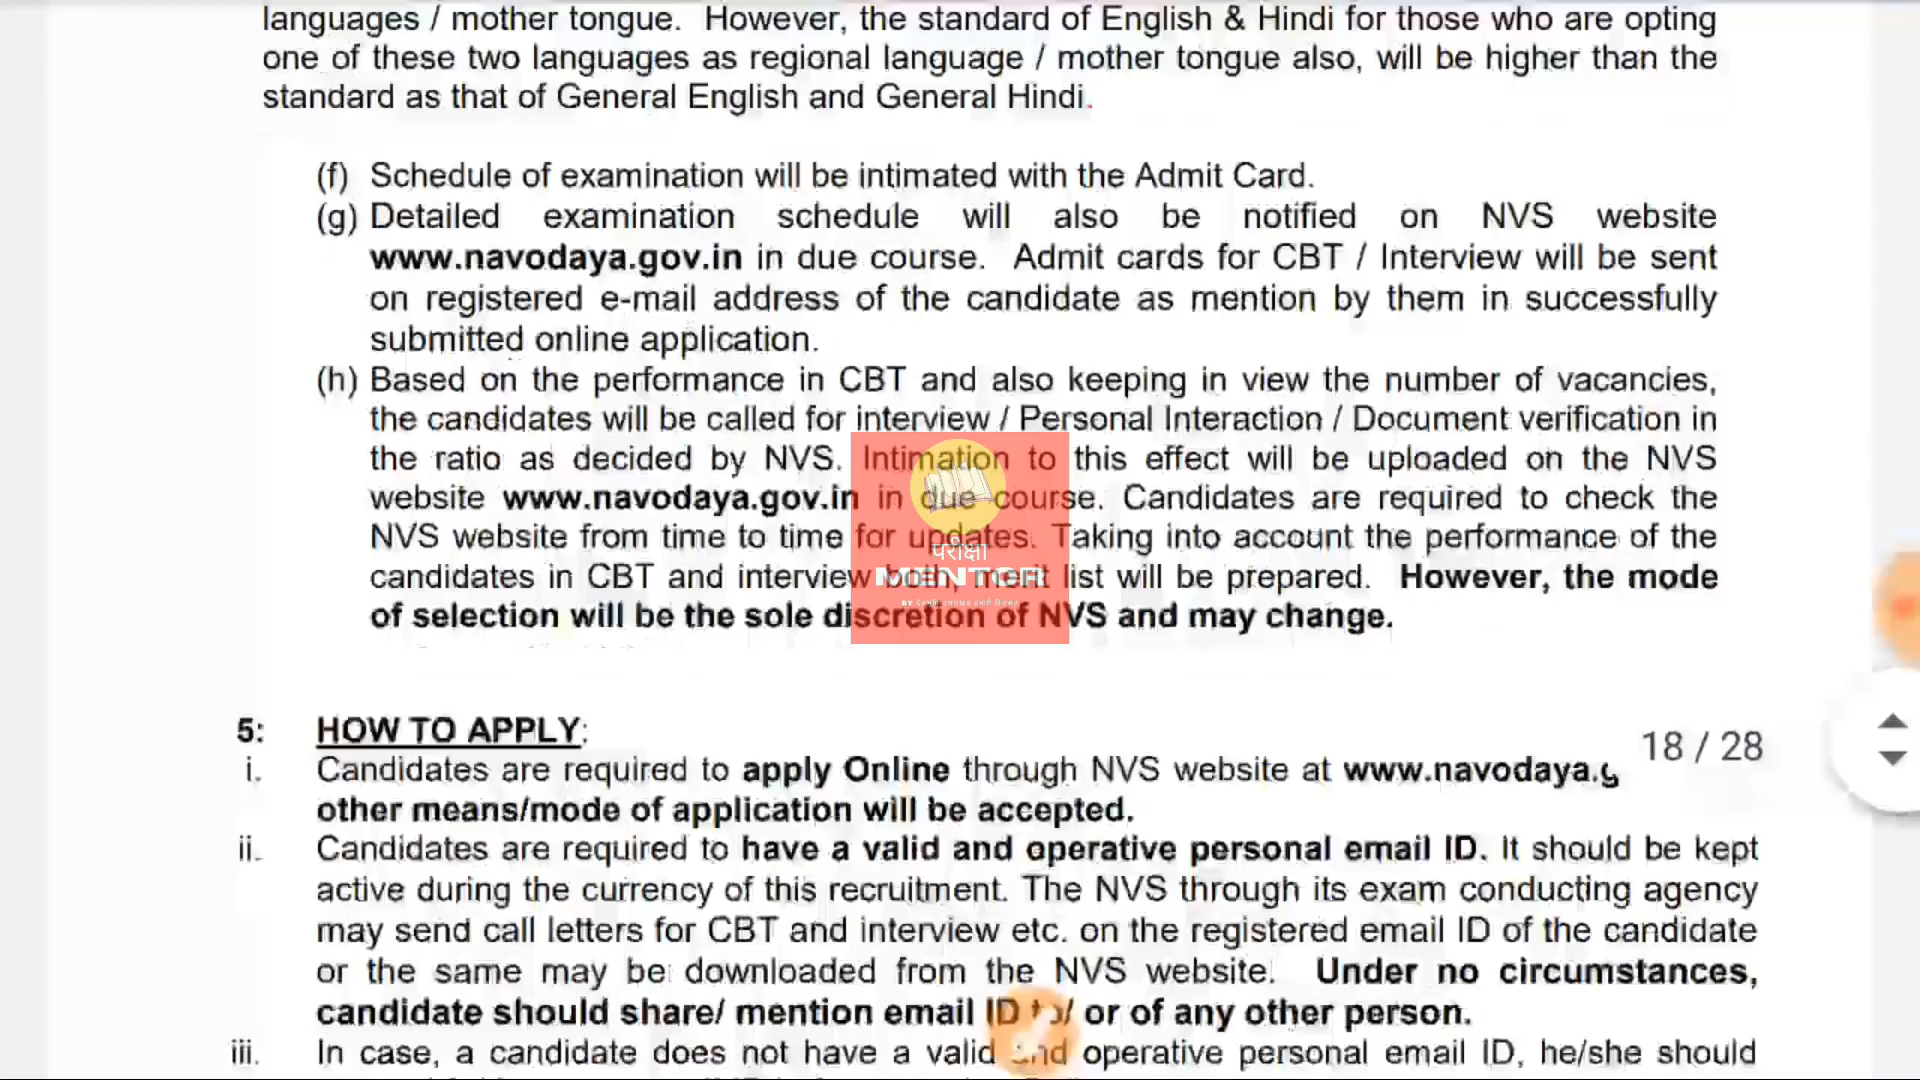 languages / mother tongue. However, the standard of English & Hindi for those who are opting
one of these two languages as regional language / mother tongue also, will be higher than the
standard as that of General English and General Hindi.
(f) Schedule of examination will be intimated with the Admit Card.
(g) Detailed examination schedule will also be notified on NVS website
www.navodaya.gov.in in due course. Admit cards for CBT / Interview will be sent
on registered e-mail address of the candidate as mention by them in successfully
submitted online application.
(h) Based on the performance in CBT and also keeping in view the number of vacancies,
the candidates will be called for interview / Personal Interaction / Document verification in
the ratio as decided by NVS. Intimation to this effect will be uploaded on the NVS
website www.navodaya.gov.in in due course. Candidates are required to check the
NVS website from time to time for updates. Taking into account the performance of the
candidates in CBT and interview both, merit list will be prepared. However, the mode
of selection will be the sole discretion of NVS and may change.
परीक्षा
MENTOR
5: HOW TO APPLY:
18 / 28
i. Candidates are required to apply Online through NVS website at www.navodaya.g
other means/mode of application will be accepted.
ii. Candidates are required to have a valid and operative personal email ID. It should be kept
active during the currency of this recruitment. The NVS through its exam conducting agency
may send call letters for CBT and interview etc. on the registered email ID of the candidate
or the same may be downloaded from the NVS website. Under no circumstances,
candidate should share/ mention email ID to/ or of any other person.
iii. In case, a candidate does not have a valid and operative personal email ID, he/she should